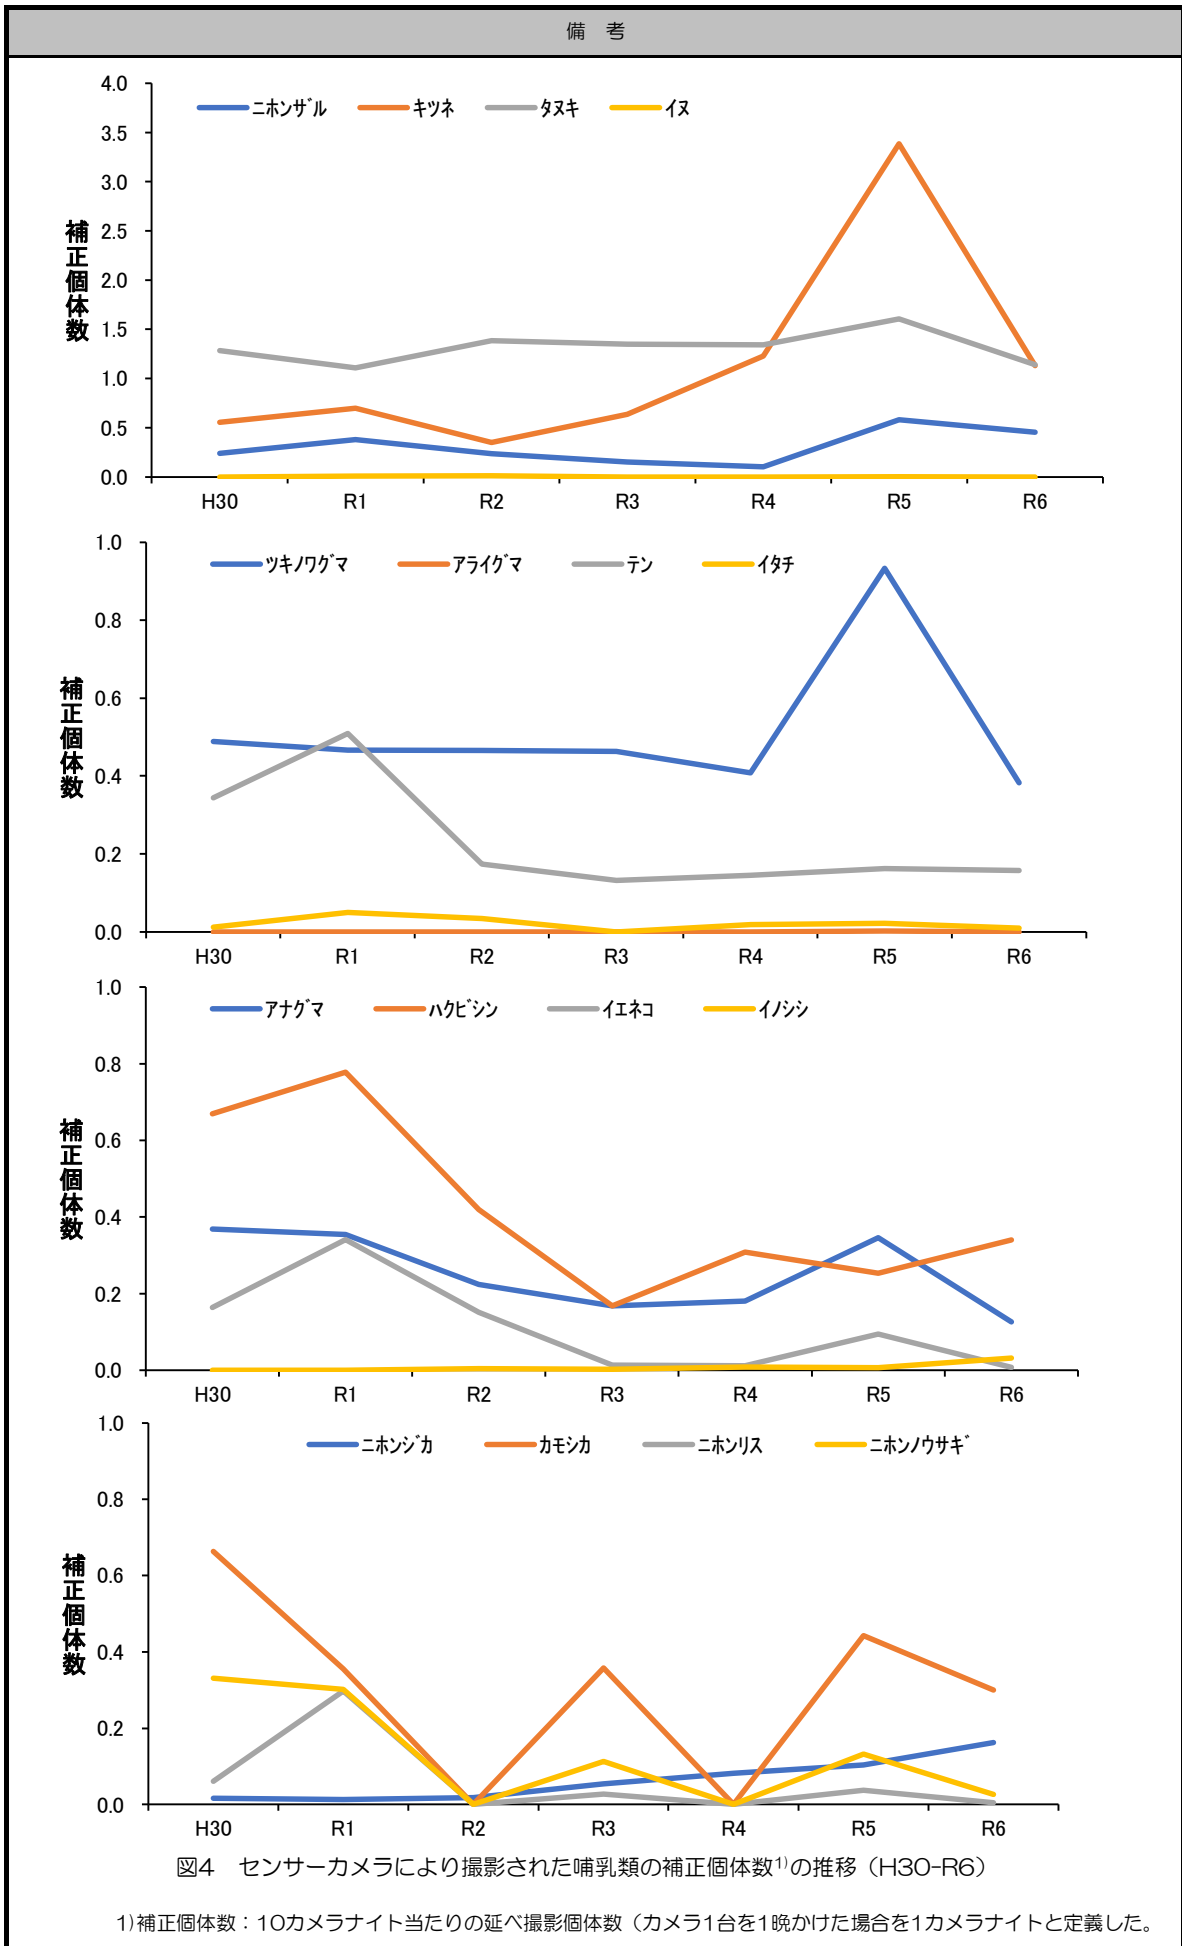 備 考
4.0
3.5
3.0
2.5
2.0
1.5
1.0
0.5
0.0
補正個体数
ニホンザル キツネ タヌキ イヌ
H30 R1 R2 R3 R4 R5 R6
1.0
0.8
0.6
0.4
0.2
0.0
補正個体数
ツキノワグマ アライグマ テン イタチ
H30 R1 R2 R3 R4 R5 R6
1.0
0.8
0.6
0.4
0.2
0.0
補正個体数
アナグマ ハクビシン イエネコ イノシシ
H30 R1 R2 R3 R4 R5 R6
1.0
0.8
0.6
0.4
0.2
0.0
補正個体数
ニホンジカ カモシカ ニホンリス ニホンノウサギ
H30 R1 R2 R3 R4 R5 R6
図4 センサーカメラにより撮影された哺乳類の補正個体数1)の推移（H30-R6）
1)補正個体数：10カメラナイト当たりの延べ撮影個体数（カメラ1台を1晩かけた場合を1カメラナイトと定義した。